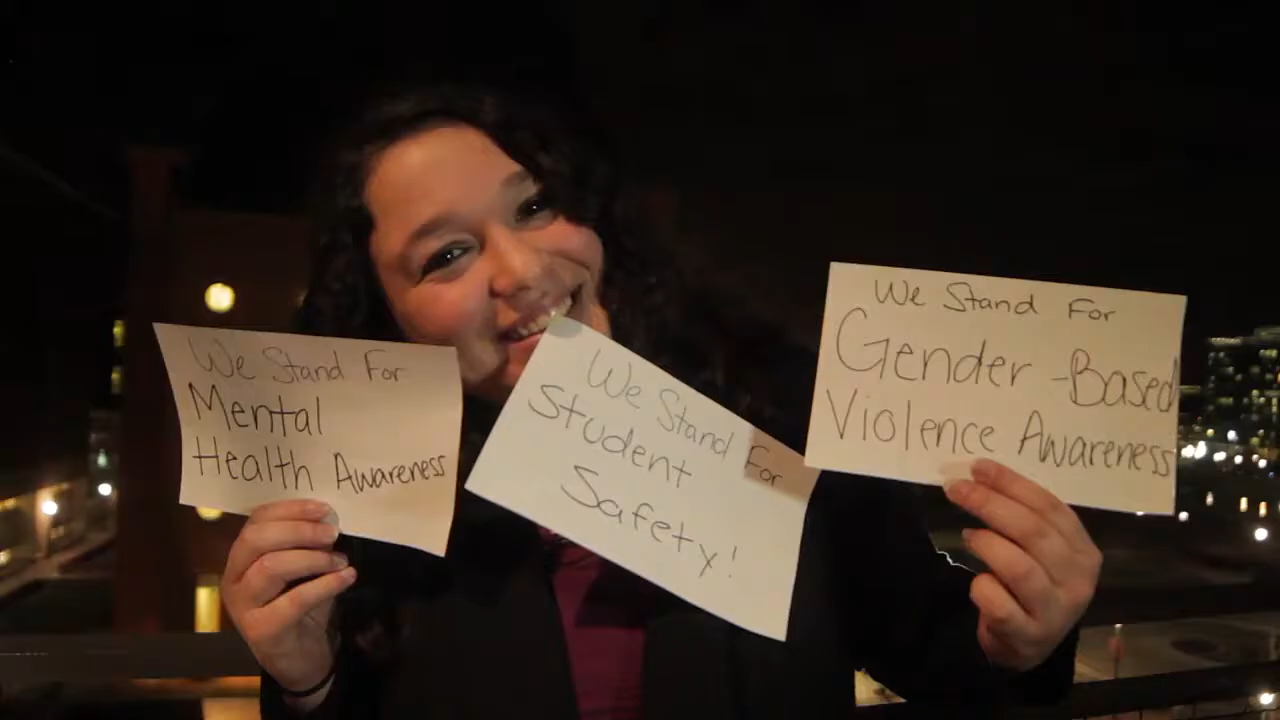 We Stand For
Mental
Health Awareness
We Stand For
Student
Safety!
We Stand For
Gender-Based
Violence Awareness